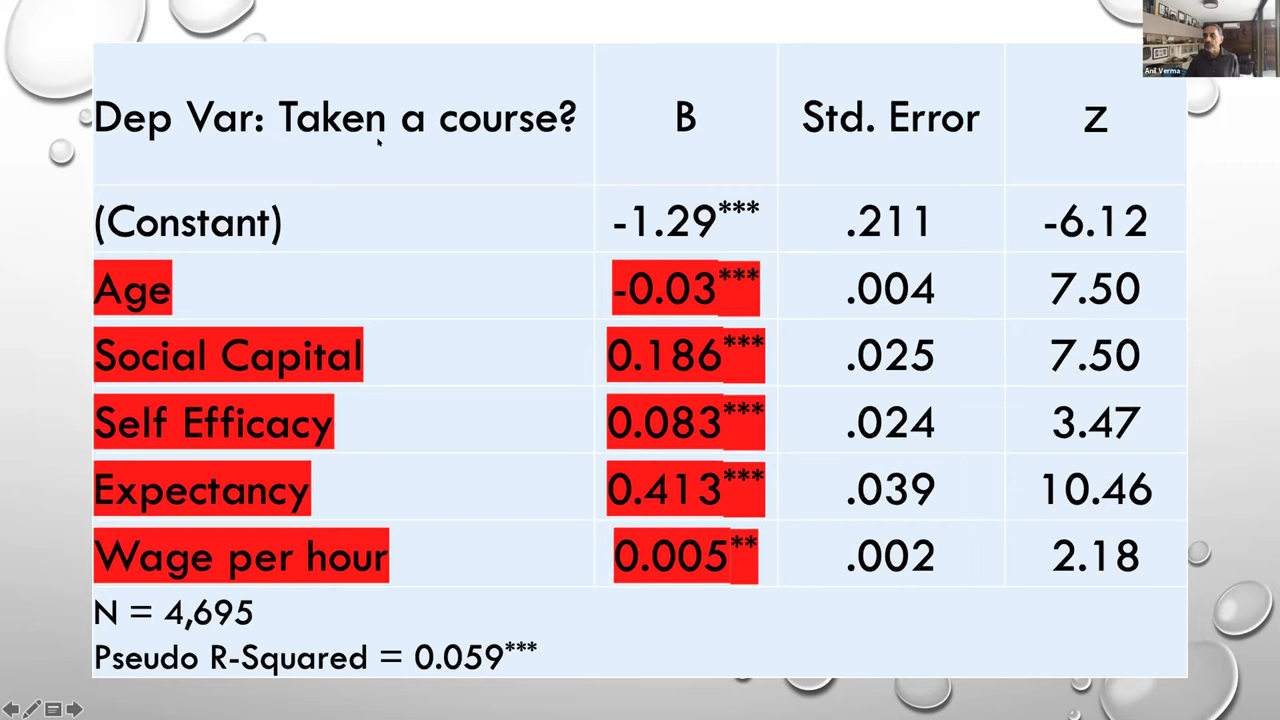 Anil Verma
Dep Var: Taken a course? B Std. Error z
(Constant) -1.29*** .211 -6.12
Age -0.03*** .004 7.50
Social Capital 0.186*** .025 7.50
Self Efficacy 0.083*** .024 3.47
Expectancy 0.413*** .039 10.46
Wage per hour 0.005** .002 2.18
N = 4,695
Pseudo R-Squared = 0.059***